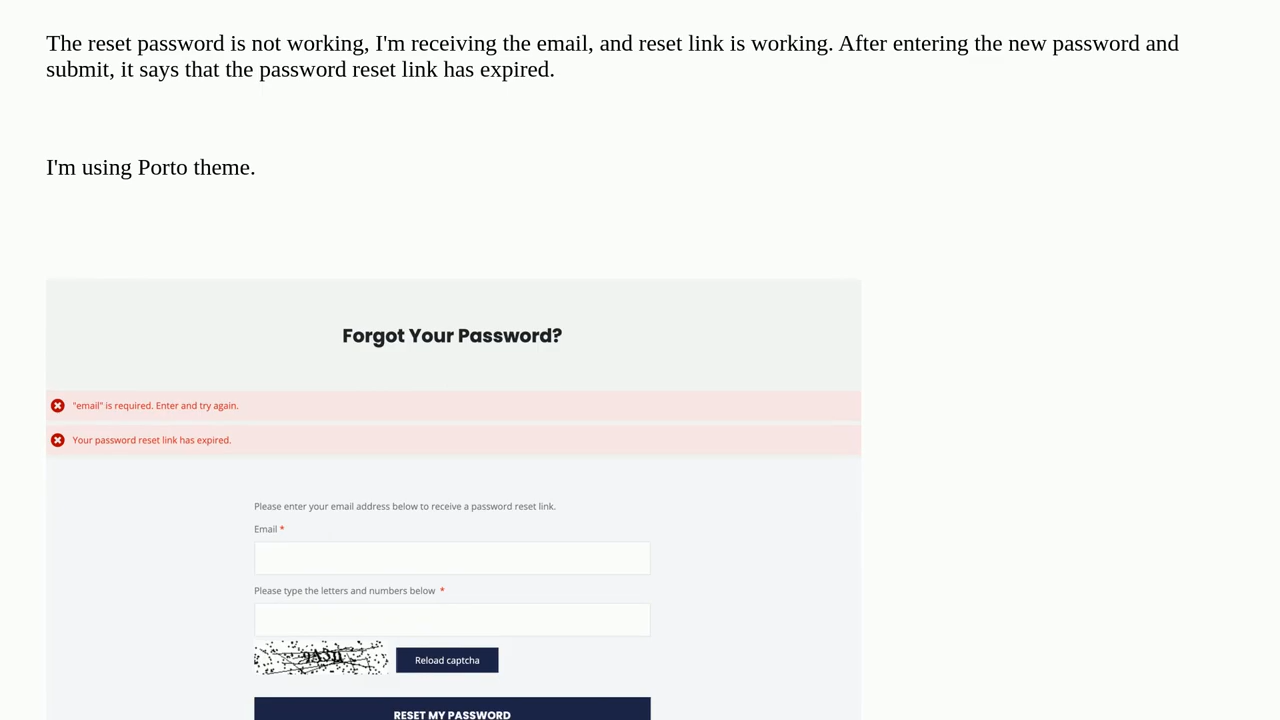 The reset password is not working, I'm receiving the email, and reset link is working. After entering the new password and
submit, it says that the password reset link has expired.
I'm using Porto theme.
Forgot Your Password?
"email" is required. Enter and try again.
Your password reset link has expired.
Please enter your email address below to receive a password reset link.
Email *
Please type the letters and numbers below *
Reload captcha
RESET MY PASSWORD